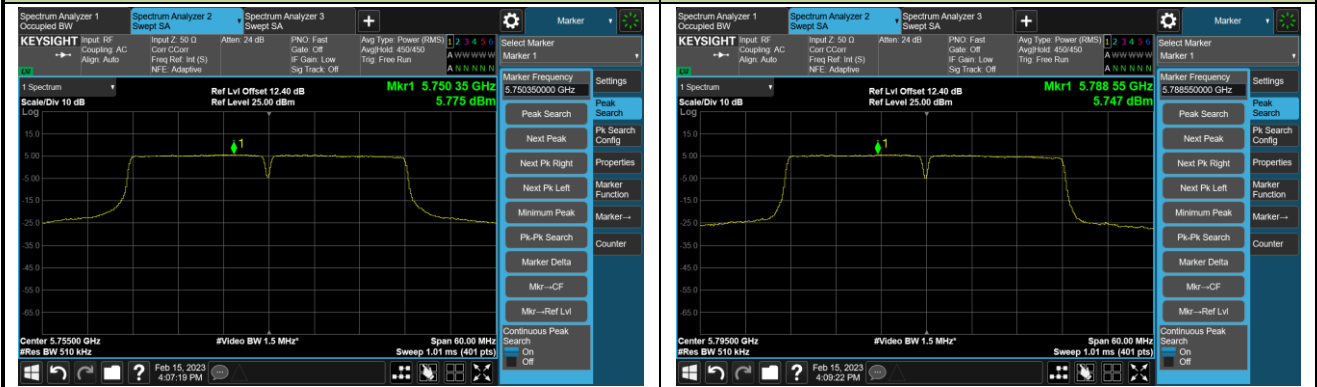 Spectrum Analyzer 1
Occupied BW
Spectrum Analyzer 2
Swept SA
Spectrum Analyzer 3
Swept SA
+
Marker
KEYSIGHT
Input: RF
Coupling: AC
Align: Auto
Input Z: 50 Ω
Corr CCorr
Freq Ref: Int (S)
NFE: Adaptive
Atten: 24 dB
PNO: Fast
Gate: Off
IF Gain: Low
Sig Track: Off
Avg Type: Power (RMS)
Avg|Hold: 450/450
Trig: Free Run
1 2 3 4 5 6
A W W W W W
A N N N N N
Select Marker
Marker 1
1 Spectrum
Scale/Div 10 dB
Log
Ref Lvl Offset 12.40 dB
Ref Level 25.00 dBm
Mkr1 5.750 35 GHz
5.775 dBm
15.0
5.00
-5.00
-15.0
-25.0
-35.0
-45.0
-55.0
-65.0
1
Center 5.75500 GHz
#Res BW 510 kHz
#Video BW 1.5 MHz*
Span 60.00 MHz
Sweep 1.01 ms (401 pts)
Marker Frequency
5.750350000 GHz
Peak Search
Next Peak
Next Pk Right
Next Pk Left
Minimum Peak
Pk-Pk Search
Marker Delta
Mkr→CF
Mkr→Ref Lvl
Continuous Peak
Search
On
Off
Settings
Peak
Search
Pk Search
Config
Properties
Marker
Function
Marker→
Counter
?
Feb 15, 2023
4:07:19 PM
Spectrum Analyzer 1
Occupied BW
Spectrum Analyzer 2
Swept SA
Spectrum Analyzer 3
Swept SA
+
Marker
KEYSIGHT
Input: RF
Coupling: AC
Align: Auto
Input Z: 50 Ω
Corr CCorr
Freq Ref: Int (S)
NFE: Adaptive
Atten: 24 dB
PNO: Fast
Gate: Off
IF Gain: Low
Sig Track: Off
Avg Type: Power (RMS)
Avg|Hold: 450/450
Trig: Free Run
1 2 3 4 5 6
A W W W W W
A N N N N N
Select Marker
Marker 1
1 Spectrum
Scale/Div 10 dB
Log
Ref Lvl Offset 12.40 dB
Ref Level 25.00 dBm
Mkr1 5.788 55 GHz
5.747 dBm
15.0
5.00
-5.00
-15.0
-25.0
-35.0
-45.0
-55.0
-65.0
1
Center 5.79500 GHz
#Res BW 510 kHz
#Video BW 1.5 MHz*
Span 60.00 MHz
Sweep 1.01 ms (401 pts)
Marker Frequency
5.788550000 GHz
Peak Search
Next Peak
Next Pk Right
Next Pk Left
Minimum Peak
Pk-Pk Search
Marker Delta
Mkr→CF
Mkr→Ref Lvl
Continuous Peak
Search
On
Off
Settings
Peak
Search
Pk Search
Config
Properties
Marker
Function
Marker→
Counter
?
Feb 15, 2023
4:09:22 PM